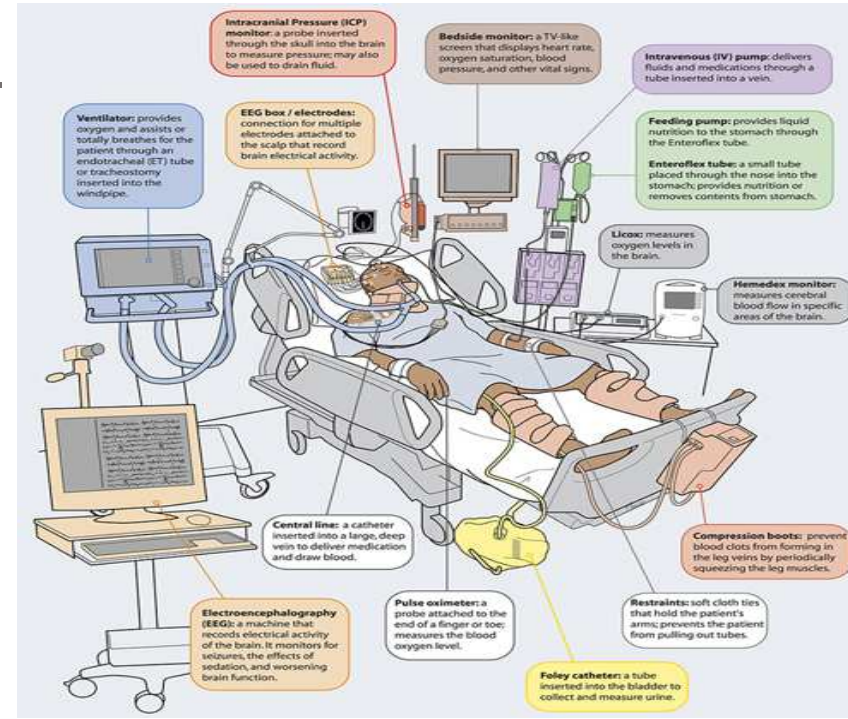 Intracranial Pressure (ICP)
monitor: a probe inserted
through the skull into the brain
to measure pressure; may also
be used to drain fluid.
Bedside monitor: a TV-like
screen that displays heart rate,
oxygen saturation, blood
pressure, and other vital signs.
Intravenous (IV) pump: delivers
fluids and medications through a
tube inserted into a vein.
Ventilator: provides
oxygen and assists or
totally breathes for the
patient through an
endotracheal (ET) tube
or tracheostomy
inserted into the
windpipe.
EEG box / electrodes:
connection for multiple
electrodes attached to
the scalp that record
brain electrical activity.
Feeding pump: provides liquid
nutrition to the stomach through
the Enteroflex tube.
Enteroflex tube: a small tube
placed through the nose into the
stomach; provides nutrition or
removes contents from stomach.
Licox: measures
oxygen levels in
the brain.
Hemedex monitor:
measures cerebral
blood flow in specific
areas of the brain.
Central line: a catheter
inserted into a large, deep
vein to deliver medication
and draw blood.
Compression boots: prevent
blood clots from forming in
the leg veins by periodically
squeezing the leg muscles.
Electroencephalography
(EEG): a machine that
records electrical activity
of the brain. It monitors for
seizures, the effects of
sedation, and worsening
brain function.
Pulse oximeter: a
probe attached to the
end of a finger or toe;
measures the blood
oxygen level.
Restraints: soft cloth ties
that hold the patient's
arms; prevents the patient
from pulling out tubes.
Foley catheter: a tube
inserted into the bladder to
collect and measure urine.